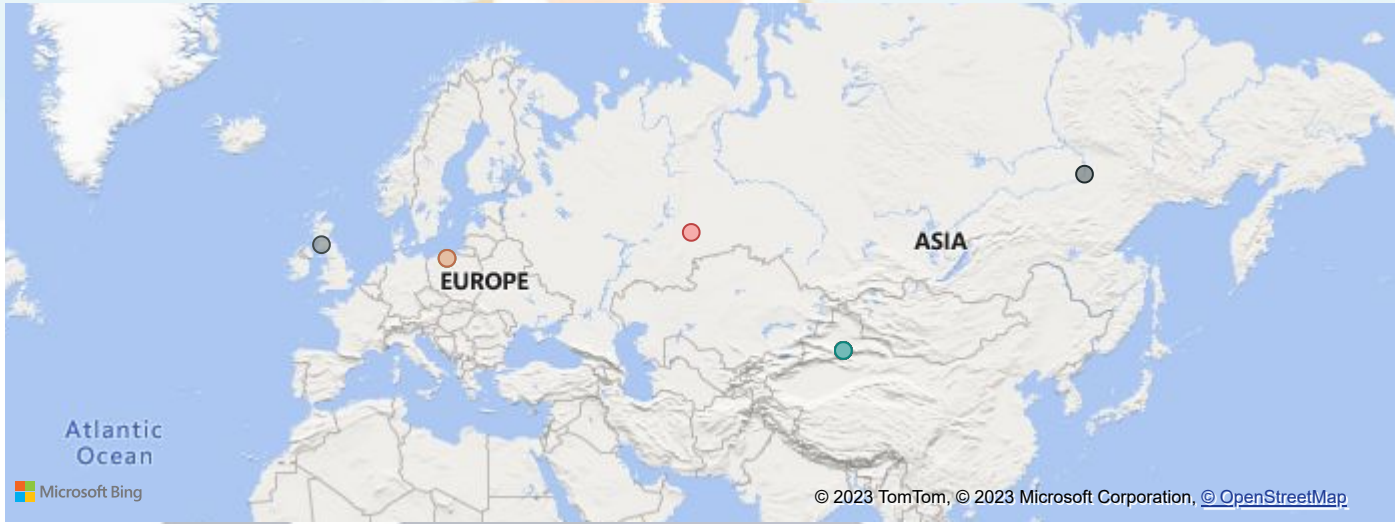 ASIA
EUROPE
Atlantic
Ocean
Microsoft Bing
© 2023 TomTom, © 2023 Microsoft Corporation, © OpenStreetMap